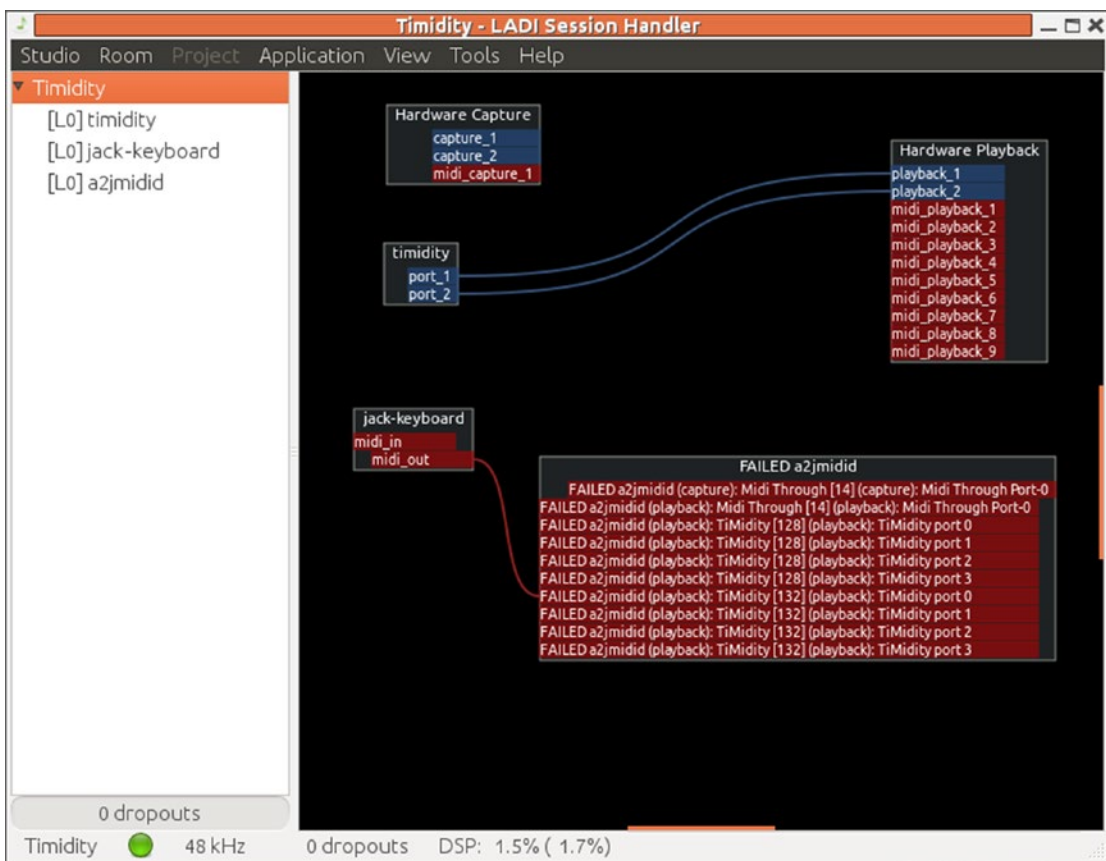 Timidity - LADI Session Handler
Studio Room Project Application View Tools Help
Timidity
[L0] timidity
[L0] jack-keyboard
[L0] a2jmidid
Hardware Capture
capture_1
capture_2
midi_capture_1
Hardware Playback
playback_1
playback_2
midi_playback_1
midi_playback_2
midi_playback_3
midi_playback_4
midi_playback_5
midi_playback_6
midi_playback_7
midi_playback_8
midi_playback_9
timidity
port_1
port_2
jack-keyboard
midi_in
midi_out
FAILED a2jmidid
FAILED a2jmidid (capture): Midi Through [14] (capture): Midi Through Port-0
FAILED a2jmidid (playback): Midi Through [14] (playback): Midi Through Port-0
FAILED a2jmidid (playback): TiMidity [128] (playback): TiMidity port 0
FAILED a2jmidid (playback): TiMidity [128] (playback): TiMidity port 1
FAILED a2jmidid (playback): TiMidity [128] (playback): TiMidity port 2
FAILED a2jmidid (playback): TiMidity [128] (playback): TiMidity port 3
FAILED a2jmidid (playback): TiMidity [132] (playback): TiMidity port 0
FAILED a2jmidid (playback): TiMidity [132] (playback): TiMidity port 1
FAILED a2jmidid (playback): TiMidity [132] (playback): TiMidity port 2
FAILED a2jmidid (playback): TiMidity [132] (playback): TiMidity port 3
0 dropouts
Timidity 48 kHz 0 dropouts DSP: 1.5% ( 1.7%)